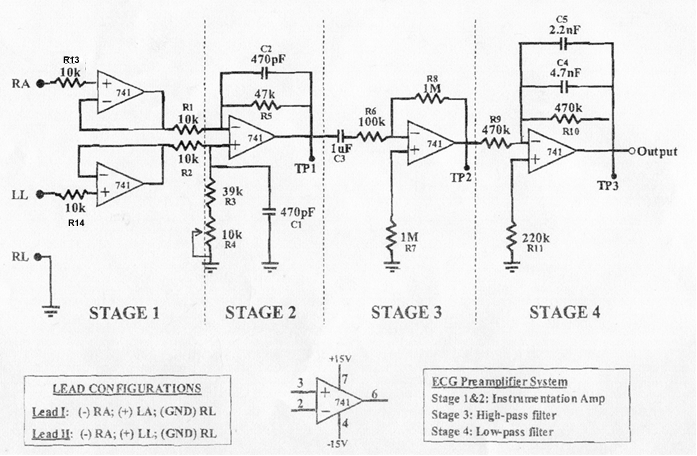 C2
470pF
47k
R5
C5
2.2nF
C4
4.7nF
470k
R10
R13
10k
RA
741
R1
10k
10k
R2
741
TP1
1uF
C3
R6
100k
R8
1M
741
TP2
R9
470k
741
Output
TP3
741
LL
10k
R14
39k
R3
10k
R4
470pF
C1
1M
R7
220k
R11
RL
STAGE 1
STAGE 2
STAGE 3
STAGE 4
LEAD CONFIGURATIONS
Lead I: (-) RA; (+) LA; (GND) RL
Lead II: (-) RA; (+) LL; (GND) RL
+15V
7
3
2
741
6
4
-15V
ECG Preamplifier System
Stage 1&2: Instrumentation Amp
Stage 3: High-pass filter
Stage 4: Low-pass filter